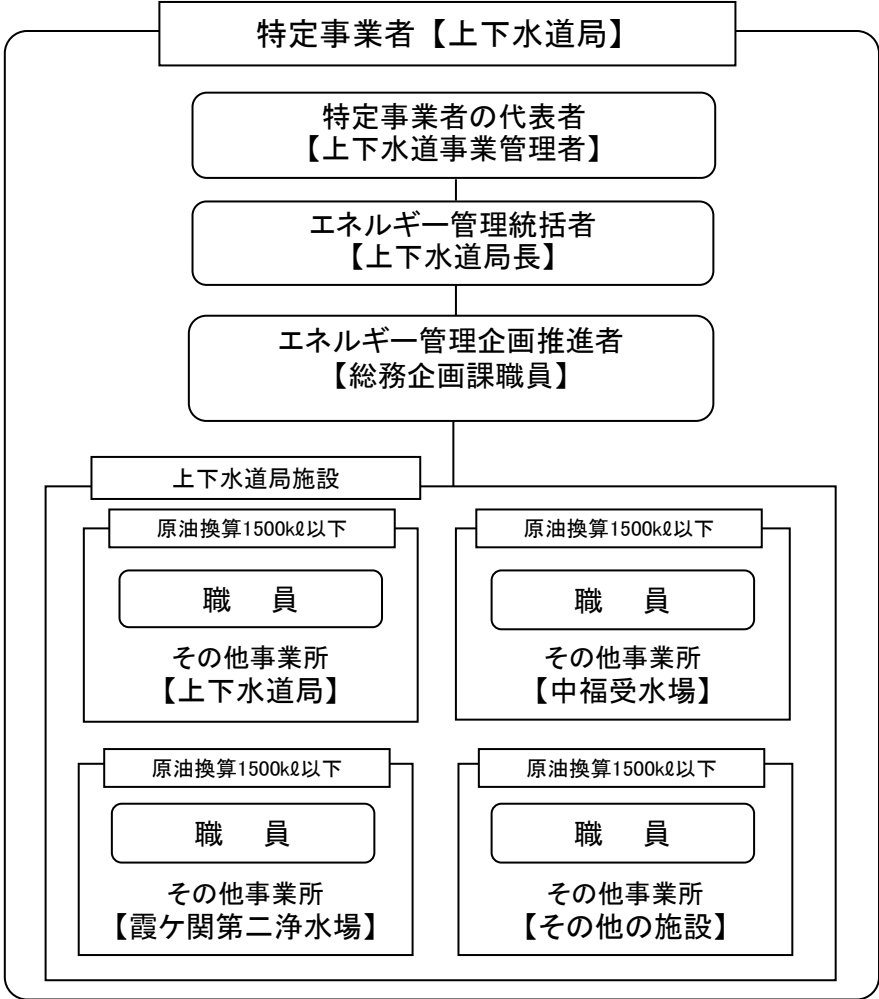 特定事業者【上下水道局】
特定事業者の代表者
【上下水道事業管理者】
エネルギー管理統括者
【上下水道局長】
エネルギー管理企画推進者
【総務企画課職員】
上下水道局施設
原油換算1500kℓ以下
職　員
その他事業所
【上下水道局】
原油換算1500kℓ以下
職　員
その他事業所
【中福受水場】
原油換算1500kℓ以下
職　員
その他事業所
【霞ケ関第二浄水場】
原油換算1500kℓ以下
職　員
その他事業所
【その他の施設】